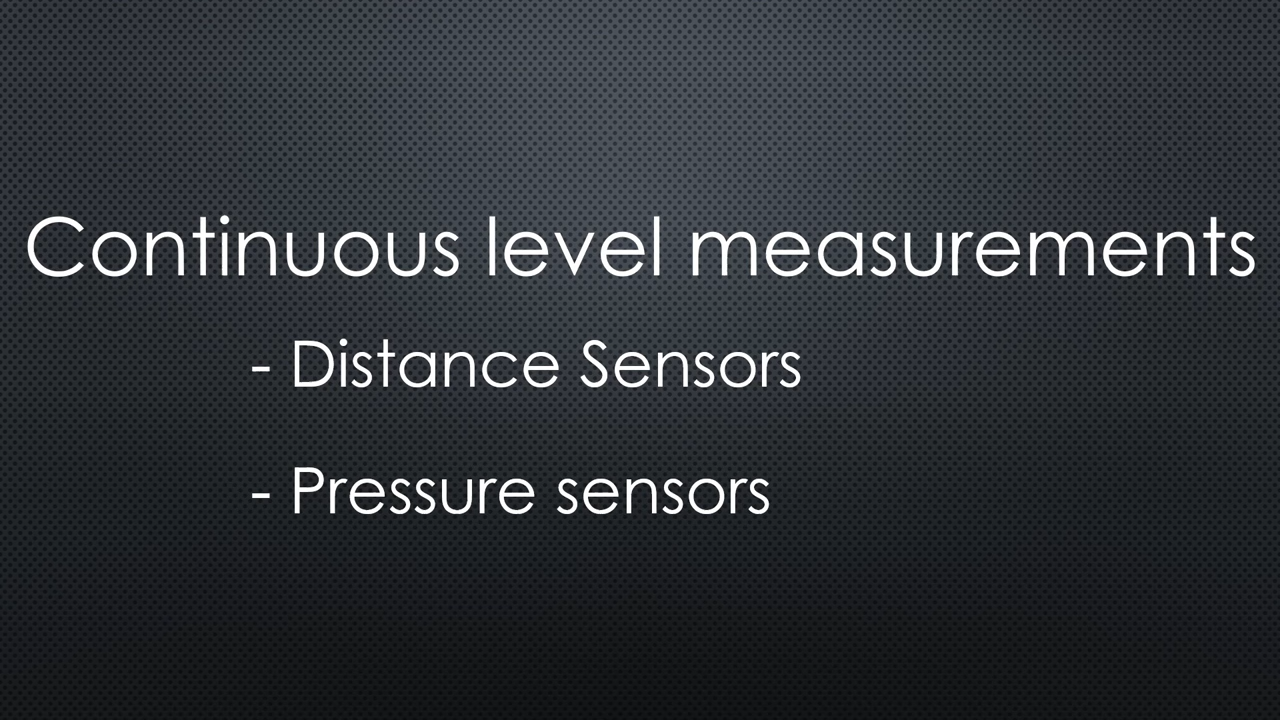 Continuous level measurements
- Distance Sensors
- Pressure sensors